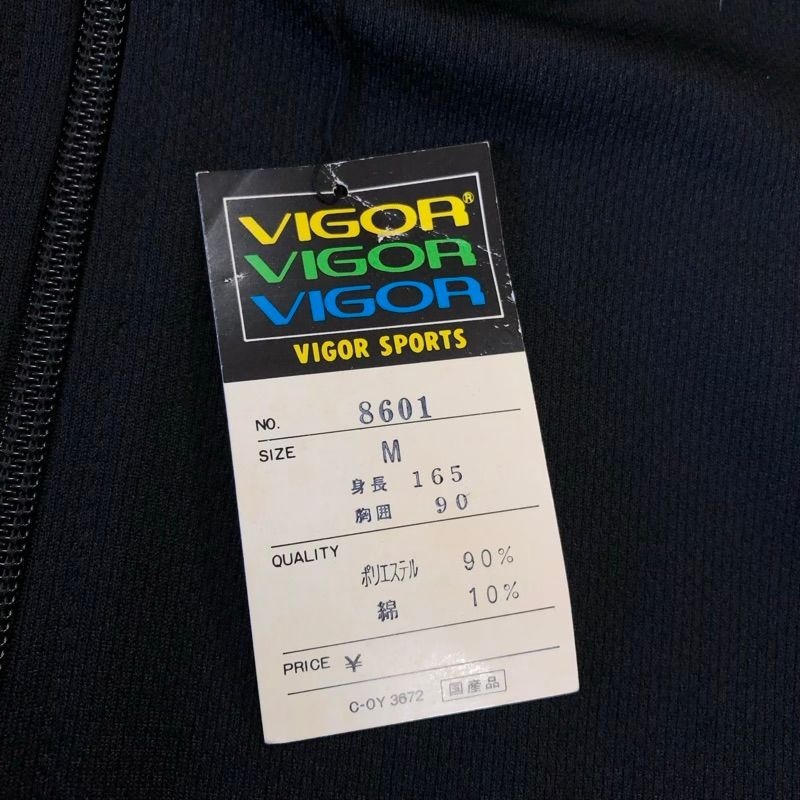 VIGOR®
VIGOR
VIGOR
VIGOR SPORTS
NO. 8601
SIZE M
身長 165
胸囲 90
QUALITY
ポリエステル 90%
綿 10%
PRICE ¥
C-OY 3672 国産品